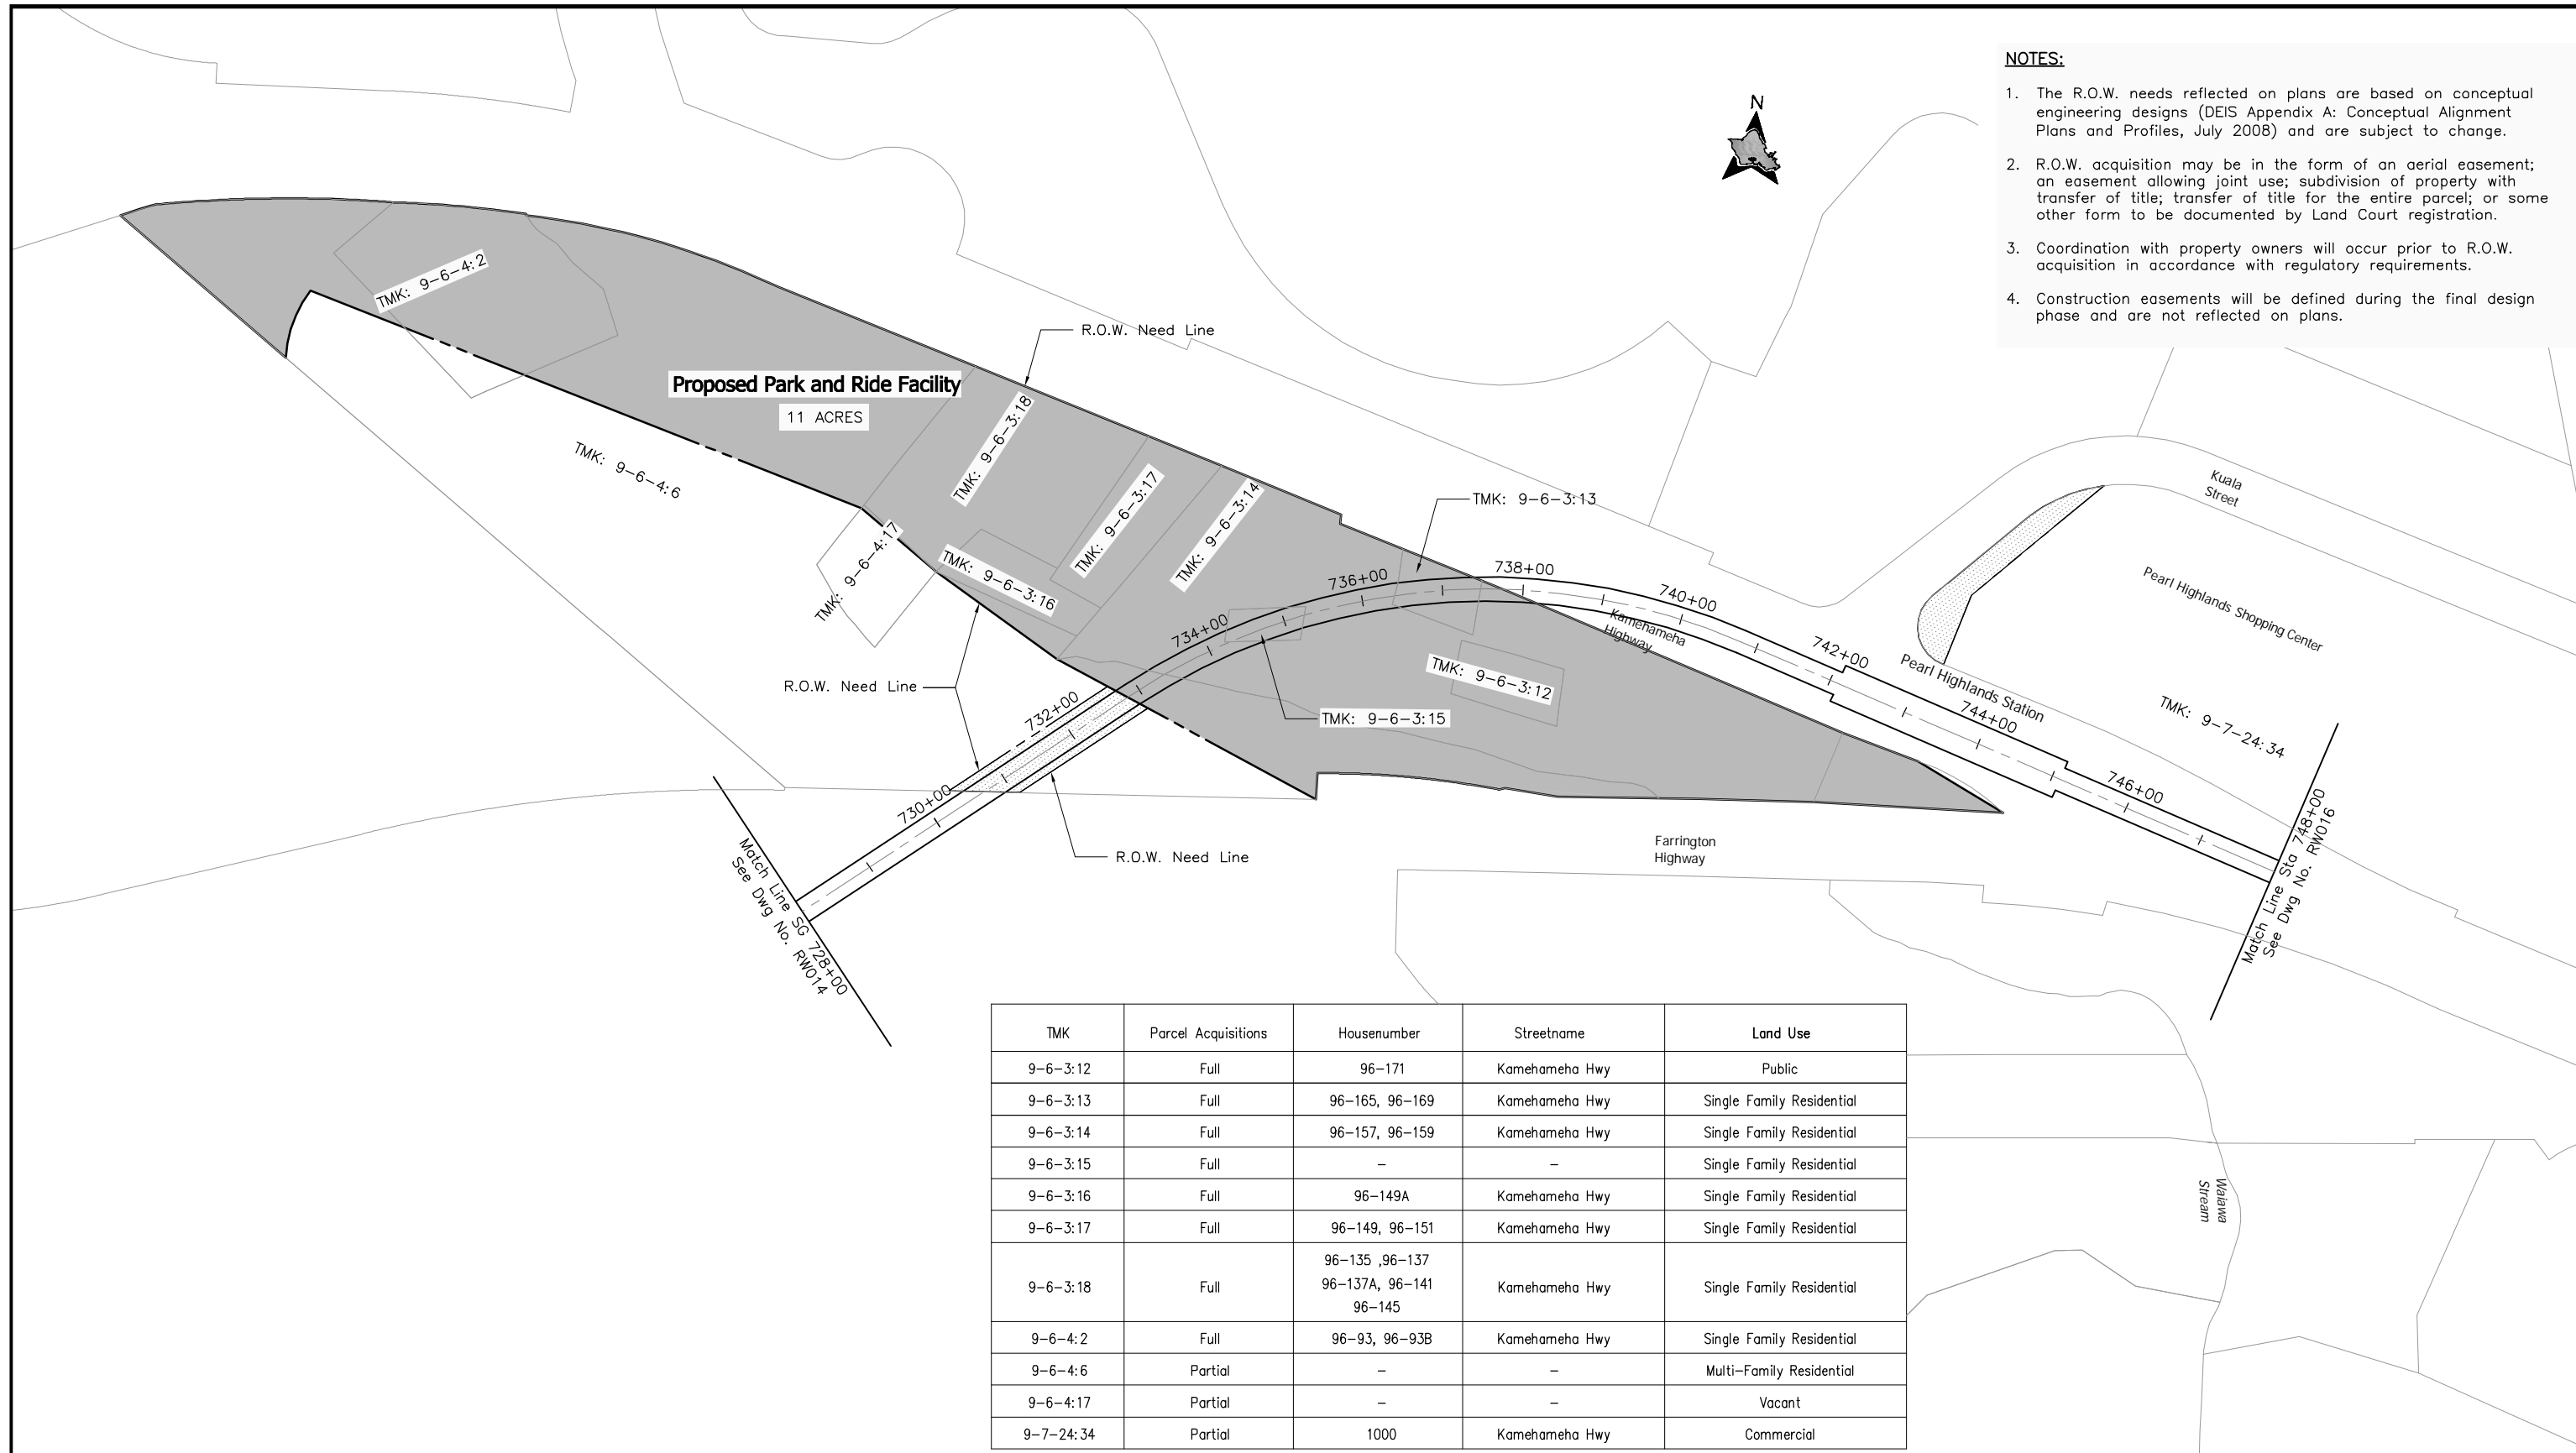 NOTES:
1. The R.O.W. needs reflected on plans are based on conceptual
engineering designs (DEIS Appendix A: Conceptual Alignment
Plans and Profiles, July 2008) and are subject to change.
2. R.O.W. acquisition may be in the form of an aerial easement;
an easement allowing joint use; subdivision of property with
transfer of title; transfer of title for the entire parcel; or some
other form to be documented by Land Court registration.
3. Coordination with property owners will occur prior to R.O.W.
acquisition in accordance with regulatory requirements.
4. Construction easements will be defined during the final design
phase and are not reflected on plans.
N
TMK: 9-6-4:2
R.O.W. Need Line
Proposed Park and Ride Facility
11 ACRES
TMK: 9-6-4:6
TMK: 9-6-3:18
TMK: 9-6-3:17
TMK: 9-6-3:14
TMK: 9-6-3:13
TMK: 9-6-4:17
TMK: 9-6-3:16
Kuala
Street
Pearl Highlands Shopping Center
730+00
732+00
734+00
736+00
738+00
740+00
742+00
744+00
746+00
Kamehameha
Highway
TMK: 9-6-3:12
TMK: 9-6-3:15
Pearl Highlands Station
TMK: 9-7-24:34
R.O.W. Need Line
R.O.W. Need Line
Farrington
Highway
Match Line SG 728+00
See Dwg No. RW014
Match Line Sta 748+00
See Dwg No. RW016
Waiawa
Stream
TMK Parcel Acquisitions Housenumber Streetname Land Use
9-6-3:12 Full 96-171 Kamehameha Hwy Public
9-6-3:13 Full 96-165, 96-169 Kamehameha Hwy Single Family Residential
9-6-3:14 Full 96-157, 96-159 Kamehameha Hwy Single Family Residential
9-6-3:15 Full - - Single Family Residential
9-6-3:16 Full 96-149A Kamehameha Hwy Single Family Residential
9-6-3:17 Full 96-149, 96-151 Kamehameha Hwy Single Family Residential
96-135 ,96-137
9-6-3:18 Full 96-137A, 96-141 Kamehameha Hwy Single Family Residential
96-145
9-6-4:2 Full 96-93, 96-93B Kamehameha Hwy Single Family Residential
9-6-4:6 Partial - - Multi-Family Residential
9-6-4:17 Partial - - Vacant
9-7-24:34 Partial 1000 Kamehameha Hwy Commercial